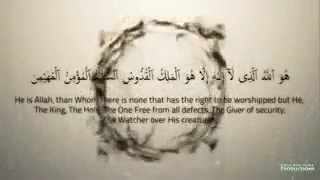 هُوَ اللَّهُ الَّذِي لَا إِلَٰهَ إِلَّا هُوَ الْمَلِكُ الْقُدُّوسُ السَّلَامُ الْمُؤْمِنُ الْمُهَيْمِنُ
He is Allah, than Whom there is none that has the right to be worshipped but He,
The King, The Holy, The One Free from all defects, The Giver of security,
The Watcher over His creatures